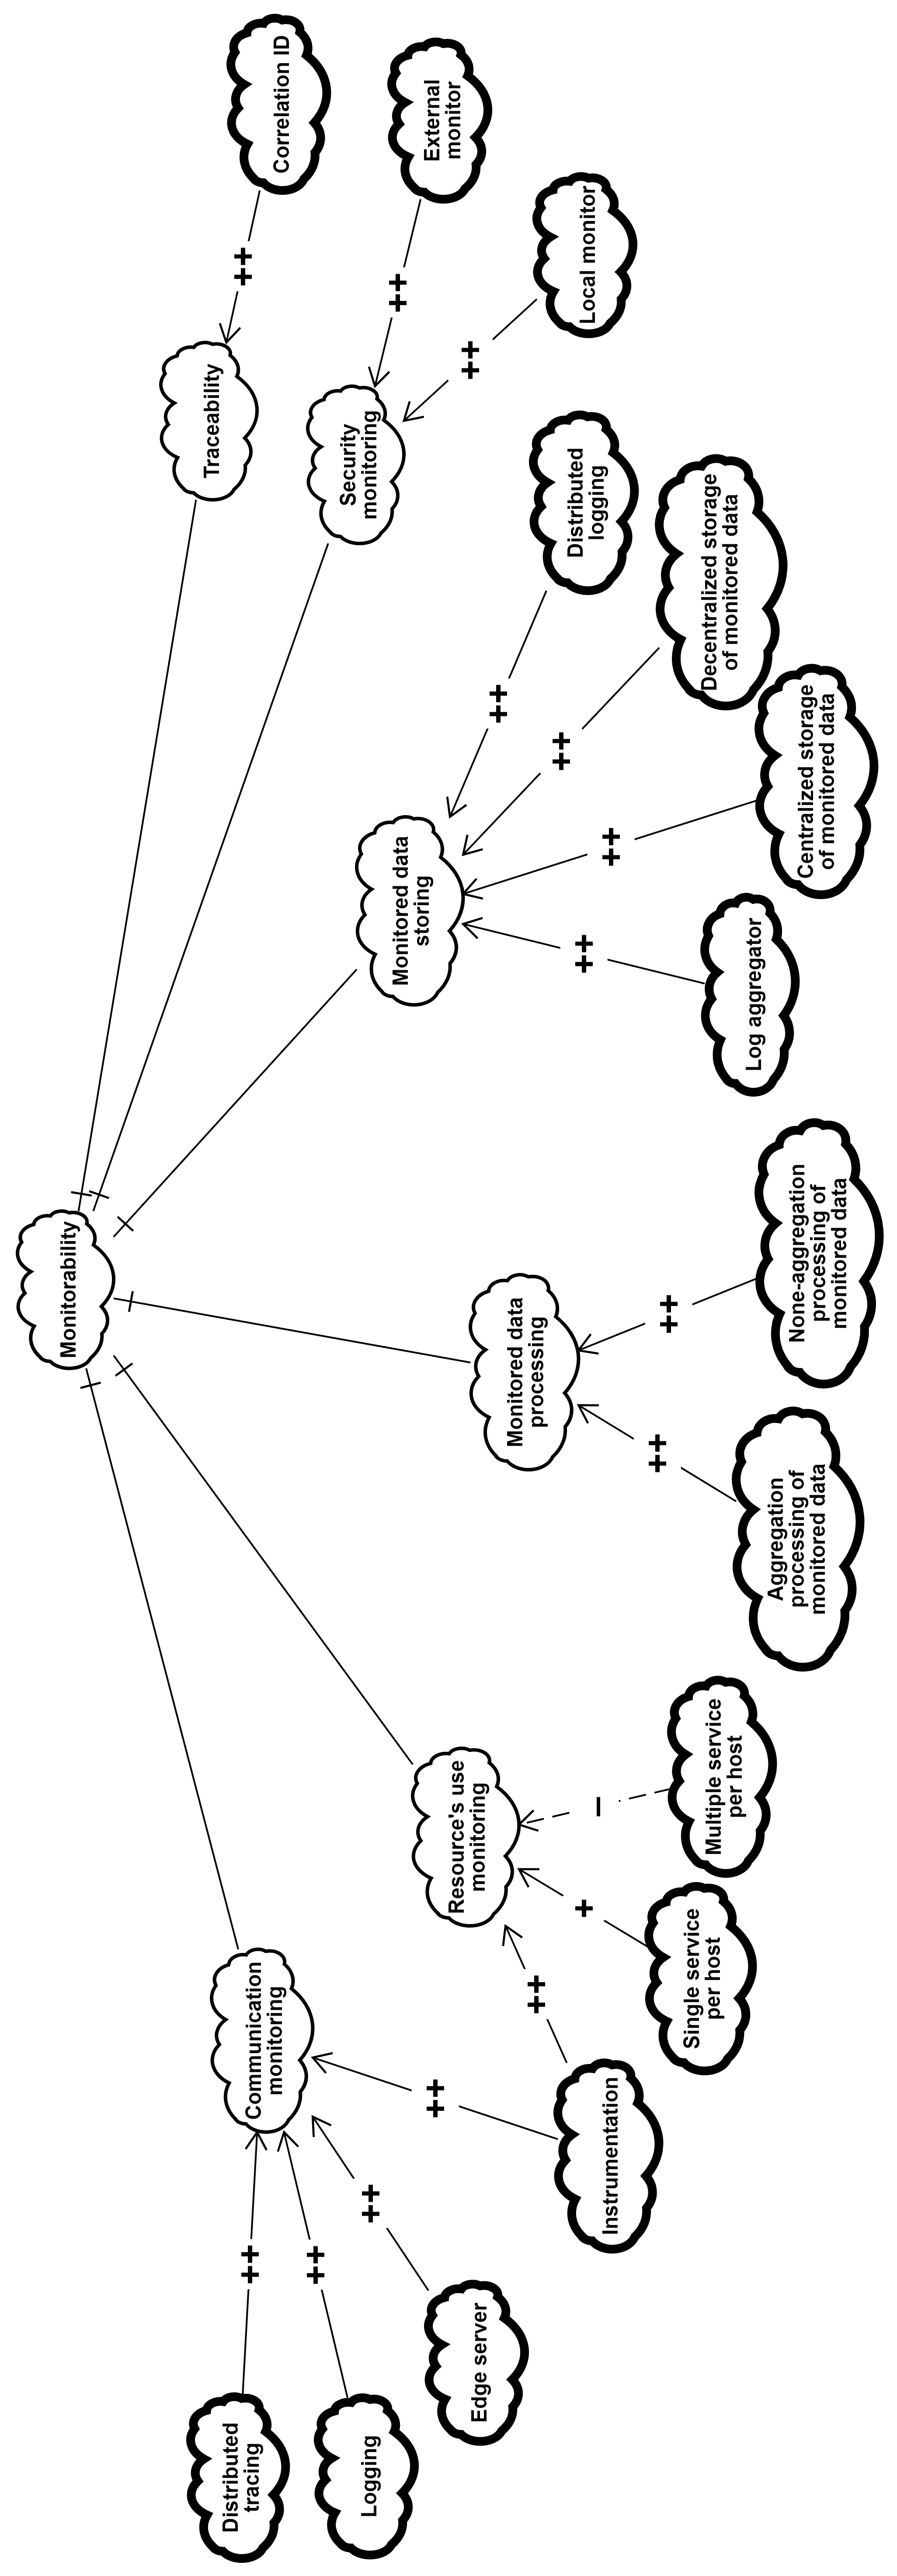 Monitorability
Communication
monitoring
Resource's use
monitoring
Monitored data
processing
Monitored data
storing
Security
monitoring
Traceability
Distributed
tracing
++
Logging
++
Edge server
++
Instrumentation
++
++
Single service
per host
+
Multiple service
per host
–
Aggregation
processing of
monitored data
++
None-aggregation
processing of
monitored data
++
Log aggregator
++
Centralized storage
of monitored data
++
Decentralized storage
of monitored data
++
Distributed
logging
++
Local monitor
++
External
monitor
++
Correlation ID
++